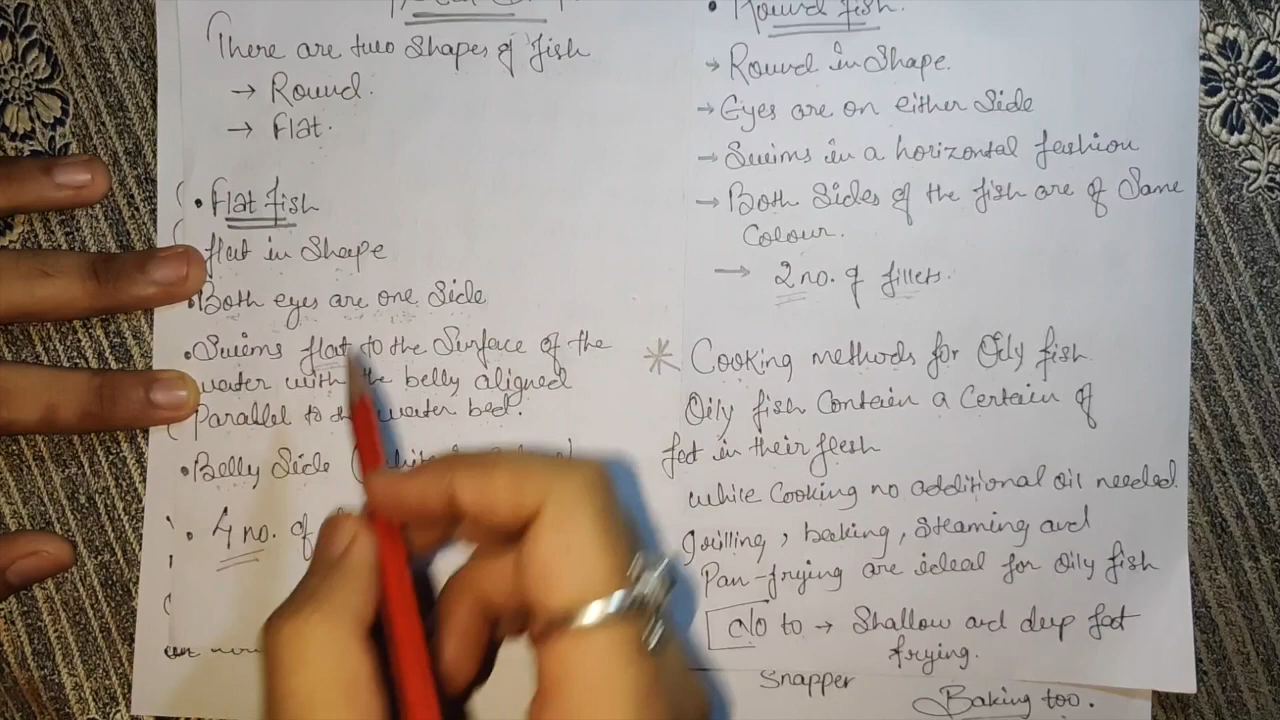 There are two Shapes of fish
→ Round.
→ Flat.
• Flat fish
flat in Shape
• Both eyes are one Side
• Swims flat to the Surface of the
water with the belly aligned
Parallel to the water bed.
• Belly Side
• 4 no. of
• Round fish.
→ Round in Shape.
→ Eyes are on either Side
→ Swims in a horizontal fashion
→ Both Sides of the fish are of Same
Colour.
→ 2 no. of fillets.
* Cooking methods for Oily fish
Oily fish Contain a Certain of
fat in their flesh
while Cooking no additional oil needed.
grilling, baking, Steaming and
Pan-frying are ideal for Oily fish
No to → Shallow and deep fat
frying.
Snapper
Baking too.